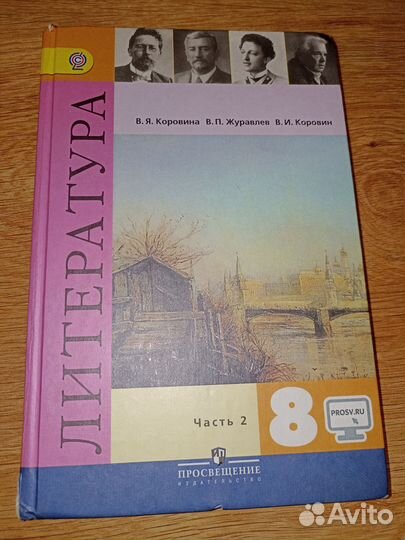 В.Я. Коровина В.П. Журавлев В.И. Коровин
ЛИТЕРАТУРА
Часть 2
8
PROSV.RU
ПРОСВЕЩЕНИЕ
ИЗДАТЕЛЬСТВО
Avito